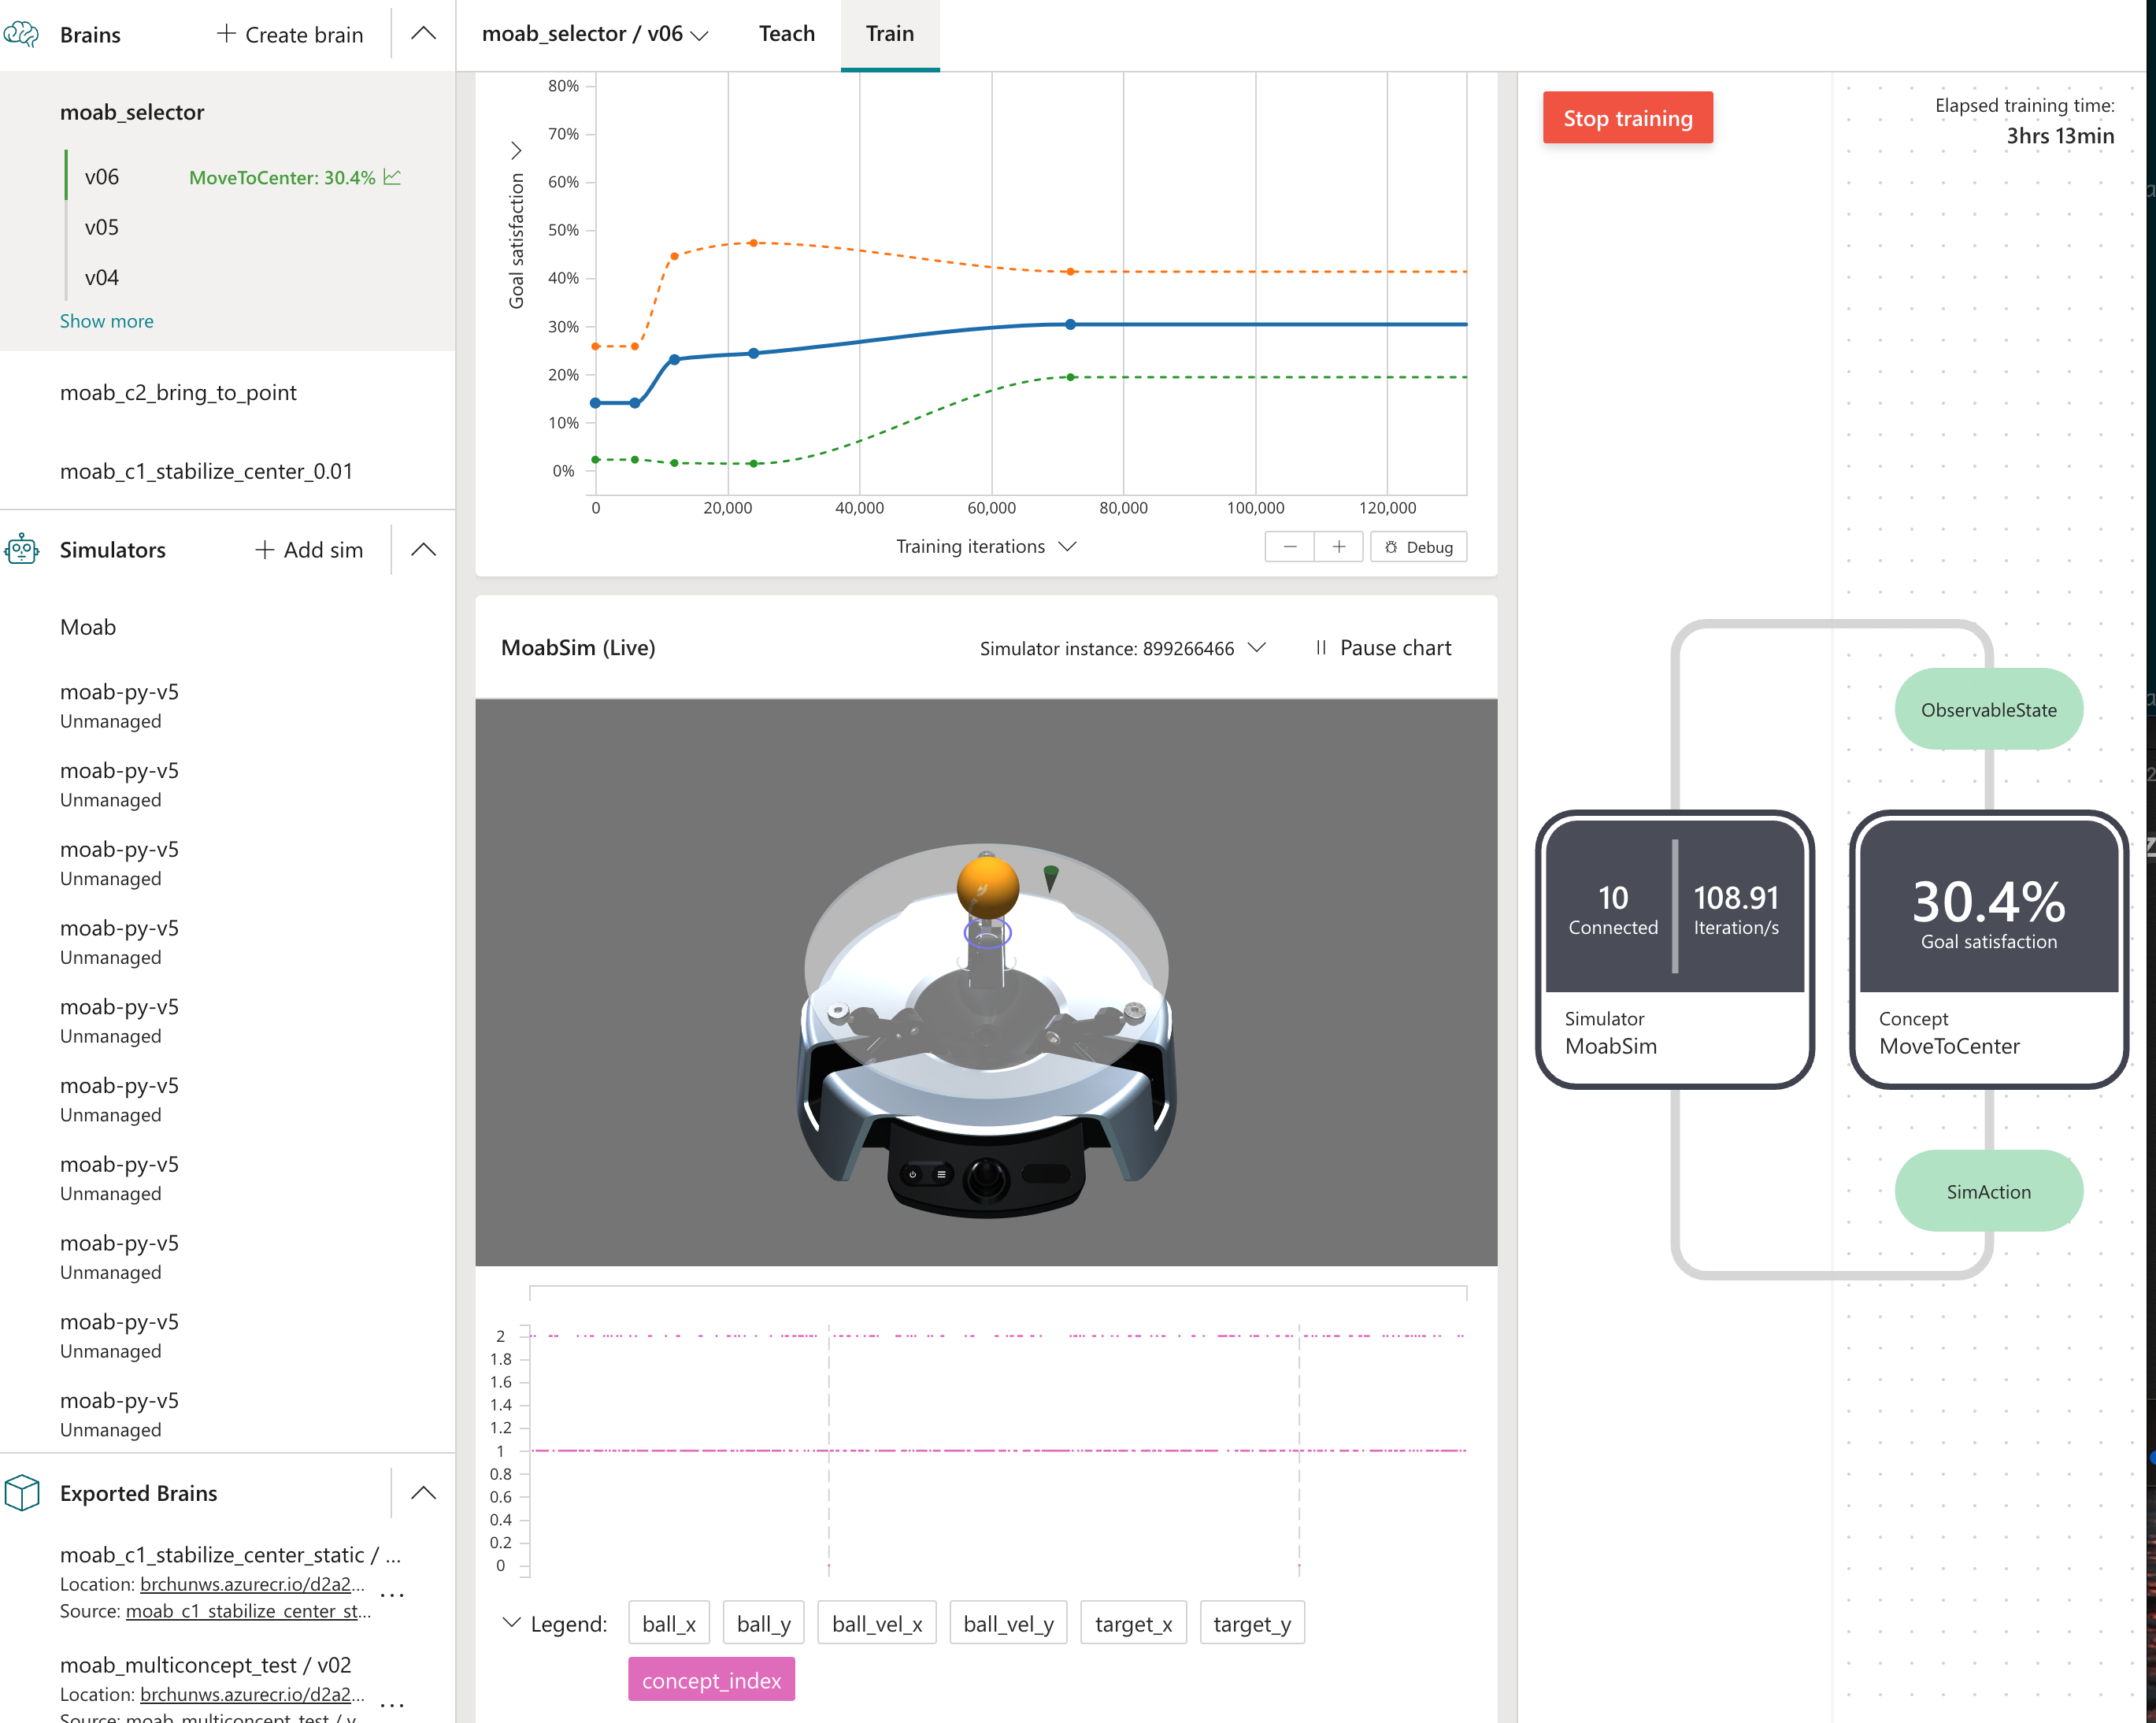 Brains
+ Create brain
moab_selector
v06
MoveToCenter: 30.4%
v05
v04
Show more
moab_c2_bring_to_point
moab_c1_stabilize_center_0.01
Simulators
+ Add sim
Moab
moab-py-v5
Unmanaged
moab-py-v5
Unmanaged
moab-py-v5
Unmanaged
moab-py-v5
Unmanaged
moab-py-v5
Unmanaged
moab-py-v5
Unmanaged
moab-py-v5
Unmanaged
moab-py-v5
Unmanaged
moab-py-v5
Unmanaged
moab-py-v5
Unmanaged
Exported Brains
moab_c1_stabilize_center_static / ...
Location: brchunws.azurecr.io/d2a2...
Source: moab_c1_stabilize_center_st...
moab_multiconcept_test / v02
Location: brchunws.azurecr.io/d2a2...
Source: moab_multiconcept_test / v
moab_selector / v06
Teach
Train
Goal satisfaction
80%
70%
60%
50%
40%
30%
20%
10%
0%
0 20,000 40,000 60,000 80,000 100,000 120,000
Training iterations
− + Debug
MoabSim (Live)
Simulator instance: 899266466
Pause chart
2
1.8
1.6
1.4
1.2
1
0.8
0.6
0.4
0.2
0
Legend: ball_x ball_y ball_vel_x ball_vel_y target_x target_y
concept_index
Stop training
Elapsed training time:
3hrs 13min
ObservableState
10
Connected
108.91
Iteration/s
Simulator
MoabSim
30.4%
Goal satisfaction
Concept
MoveToCenter
SimAction